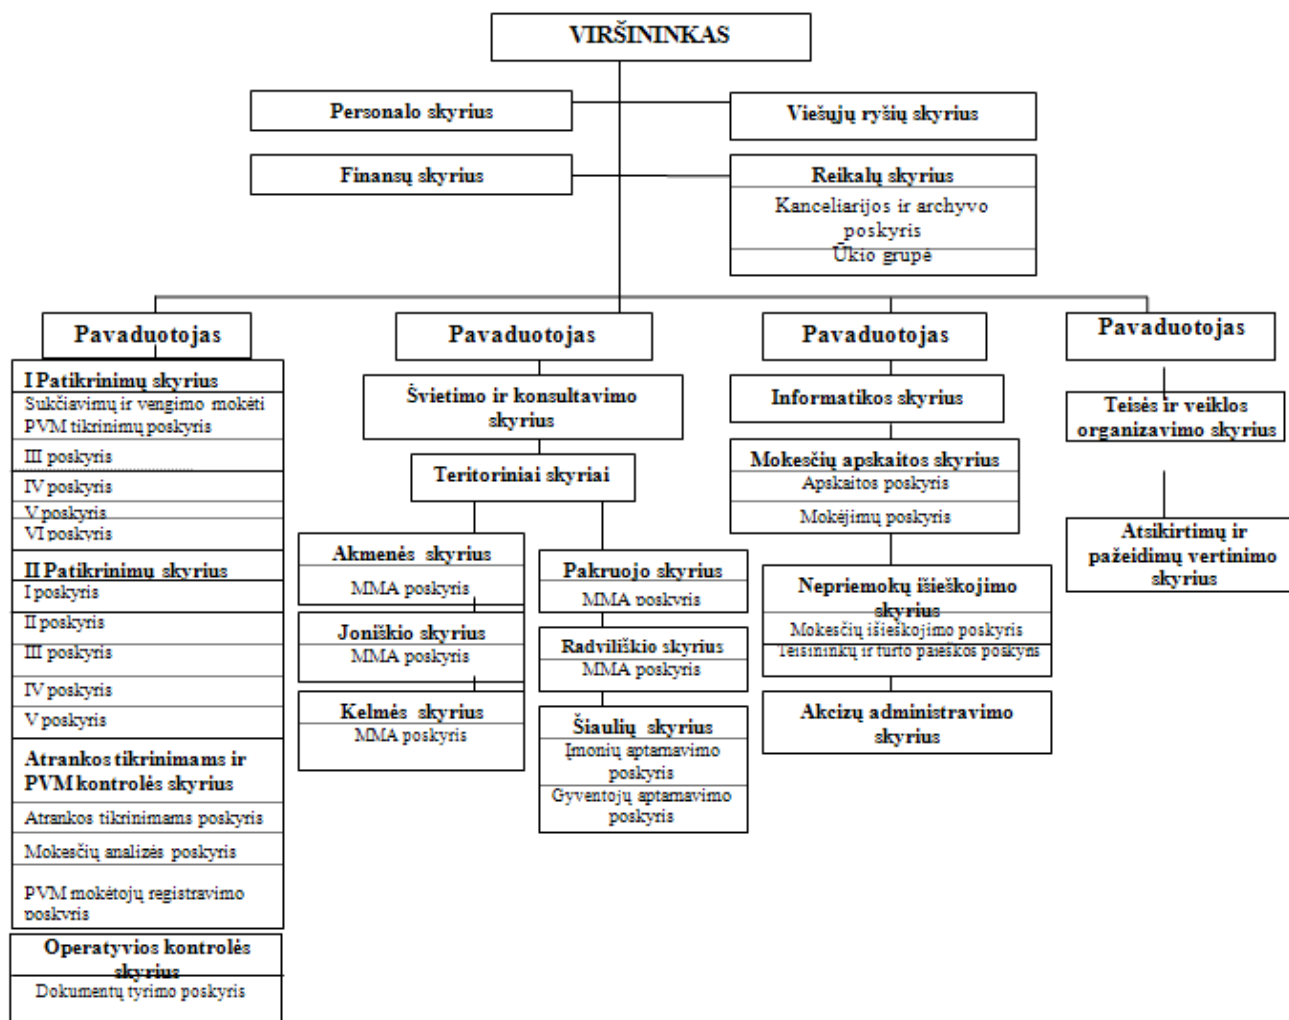 VIRŠININKAS
Personalo skyrius
Viešųjų ryšių skyrius
Finansų skyrius
Reikalų skyrius
Kanceliarijos ir archyvo
poskyris
Ūkio grupė
Pavaduotojas
I Patikrinimų skyrius
Sukčiavimų ir vengimo mokėti
PVM tikrinimų poskyris
III poskyris
IV poskyris
V poskyris
VI poskyris
II Patikrinimų skyrius
I poskyris
II poskyris
III poskyris
IV poskyris
V poskyris
Atrankos tikrinimams ir
PVM kontrolės skyrius
Atrankos tikrinimams poskyris
Mokesčių analizės poskyris
PVM mokėtojų registravimo
poskyris
Operatyvios kontrolės
skyrius
Dokumentų tyrimo poskyris
Pavaduotojas
Švietimo ir konsultavimo
skyrius
Teritoriniai skyriai
Akmenės skyrius
MMA poskyris
Joniškio skyrius
MMA poskyris
Kelmės skyrius
MMA poskyris
Pakruojo skyrius
MMA poskyris
Radviliškio skyrius
MMA poskyris
Šiaulių skyrius
Įmonių aptarnavimo
poskyris
Gyventojų aptarnavimo
poskyris
Pavaduotojas
Informatikos skyrius
Mokesčių apskaitos skyrius
Apskaitos poskyris
Mokėjimų poskyris
Nepriemokų išieškojimo
skyrius
Mokesčių išieškojimo poskyris
Teisininkų ir turto paieškos poskyris
Akcizų administravimo
skyrius
Pavaduotojas
Teisės ir veiklos
organizavimo skyrius
Atsikirtimų ir
pažeidimų vertinimo
skyrius